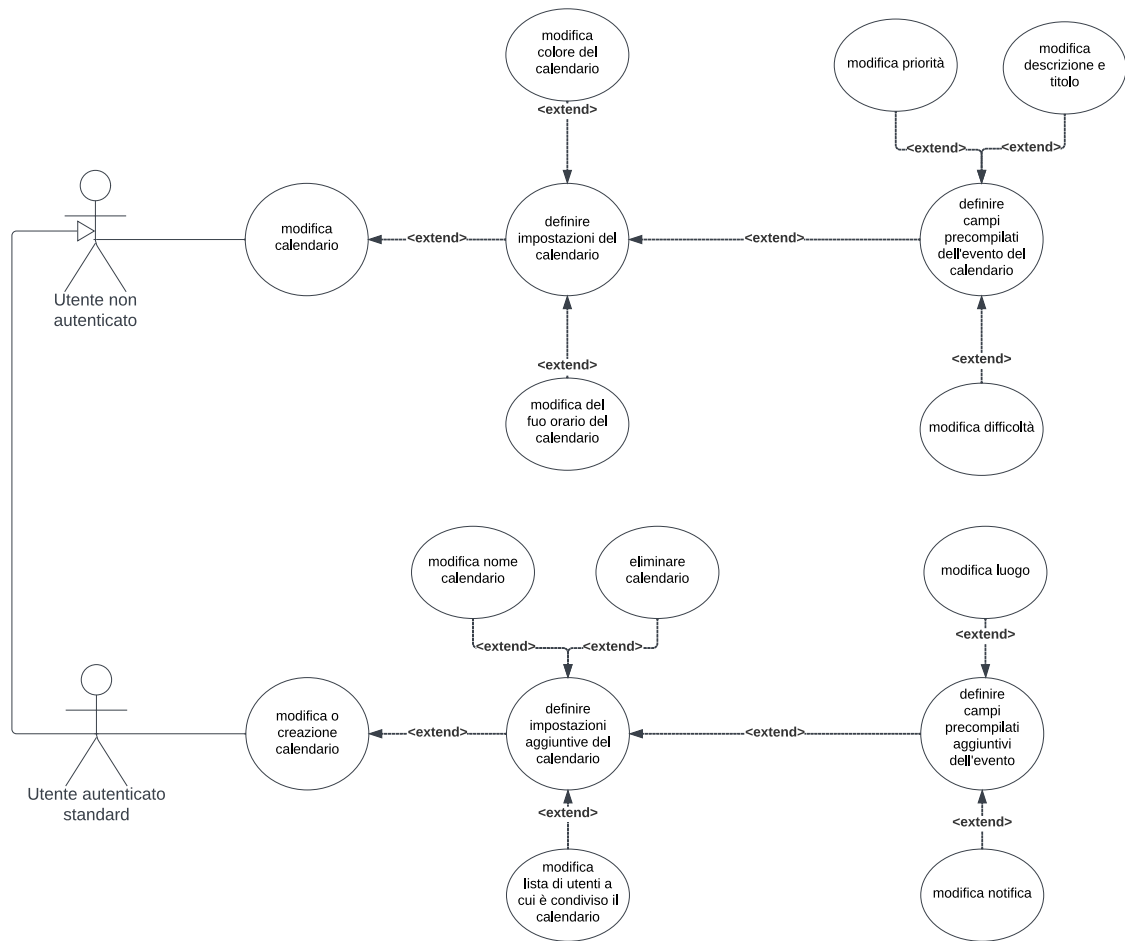 modifica
colore del
calendario
modifica priorità
modifica
descrizione e
titolo
<extend>
<extend>
<extend>
modifica
calendario
<extend>
definire
impostazioni del
calendario
<extend>
definire
campi
precompilati
dell'evento del
calendario
Utente non
autenticato
<extend>
<extend>
modifica del
fuo orario del
calendario
modifica difficoltà
modifica nome
calendario
eliminare
calendario
modifica luogo
<extend>
<extend>
<extend>
modifica o
creazione
calendario
<extend>
definire
impostazioni
aggiuntive del
calendario
<extend>
definire
campi
precompilati
aggiuntivi
dell'evento
Utente autenticato
standard
<extend>
<extend>
modifica
lista di utenti a
cui è condiviso il
calendario
modifica notifica